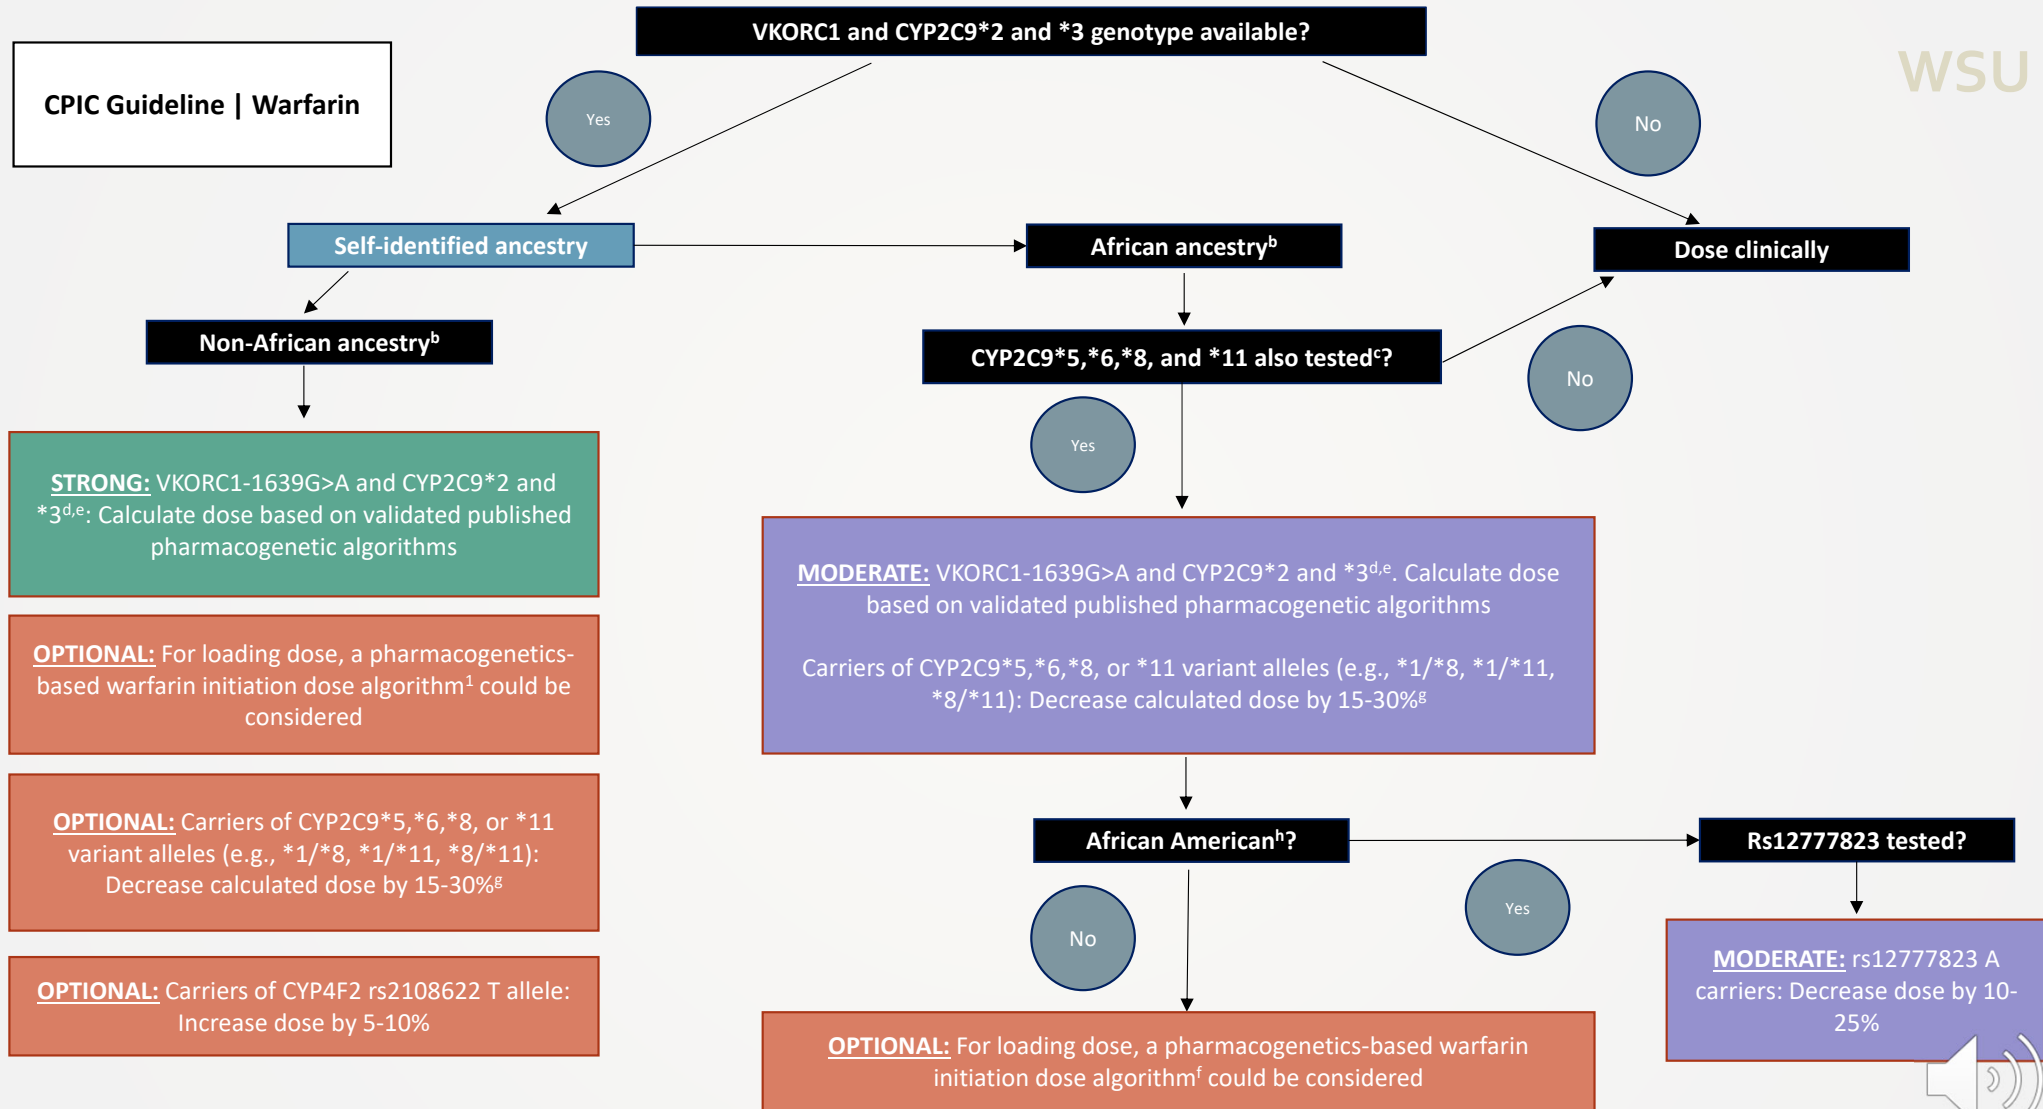 VKORC1 and CYP2C9*2 and *3 genotype available?
WSU
CPIC Guideline | Warfarin
Yes
No
Self-identified ancestry
African ancestryᵇ
Dose clinically
Non-African ancestryᵇ
CYP2C9*5,*6,*8, and *11 also testedᶜ?
No
Yes
STRONG: VKORC1-1639G>A and CYP2C9*2 and
*3ᵈ,ᵉ: Calculate dose based on validated published
pharmacogenetic algorithms
MODERATE: VKORC1-1639G>A and CYP2C9*2 and *3ᵈ,ᵉ. Calculate dose
based on validated published pharmacogenetic algorithms
Carriers of CYP2C9*5,*6,*8, or *11 variant alleles (e.g., *1/*8, *1/*11,
*8/*11): Decrease calculated dose by 15-30%ᵍ
OPTIONAL: For loading dose, a pharmacogenetics-
based warfarin initiation dose algorithm¹ could be
considered
OPTIONAL: Carriers of CYP2C9*5,*6,*8, or *11
variant alleles (e.g., *1/*8, *1/*11, *8/*11):
Decrease calculated dose by 15-30%ᵍ
OPTIONAL: Carriers of CYP4F2 rs2108622 T allele:
Increase dose by 5-10%
African Americanʰ?
Rs12777823 tested?
No
Yes
MODERATE: rs12777823 A
carriers: Decrease dose by 10-
25%
OPTIONAL: For loading dose, a pharmacogenetics-based warfarin
initiation dose algorithmᶠ could be considered